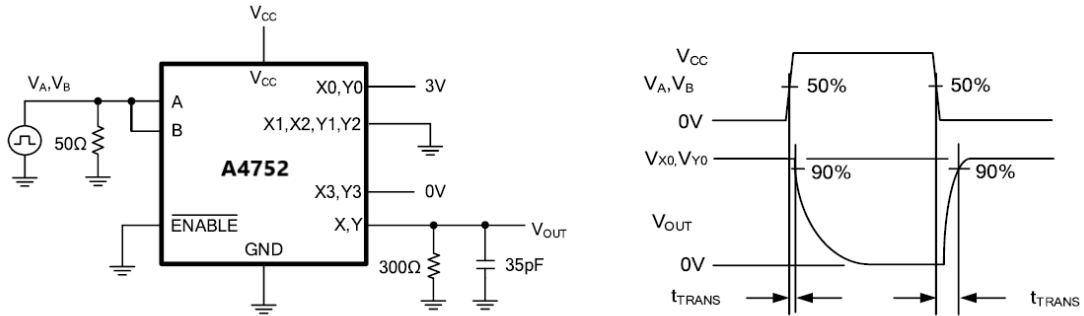 VCC
VA,VB
50Ω
VCC
A
B
A4752
ENABLE
GND
X0,Y0
X1,X2,Y1,Y2
X3,Y3
X,Y
3V
0V
VOUT
300Ω
35pF
VCC
VA,VB
0V
50%
50%
VX0,VY0
90%
90%
VOUT
0V
tTRANS
tTRANS